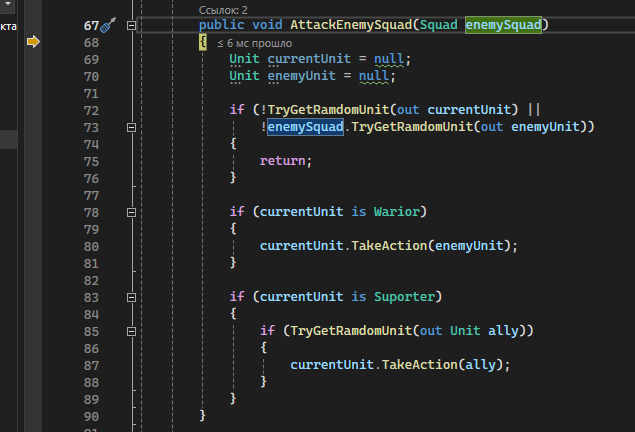 Ссылок: 2
кта
67 public void AttackEnemySquad(Squad enemySquad)
68 { ≤ 6 мс прошло
69 Unit currentUnit = null;
70 Unit enemyUnit = null;
71
72 if (!TryGetRamdomUnit(out currentUnit) ||
73 !enemySquad.TryGetRamdomUnit(out enemyUnit))
74 {
75 return;
76 }
77
78 if (currentUnit is Warior)
79 {
80 currentUnit.TakeAction(enemyUnit);
81 }
82
83 if (currentUnit is Suporter)
84 {
85 if (TryGetRamdomUnit(out Unit ally))
86 {
87 currentUnit.TakeAction(ally);
88 }
89 }
90 }
91